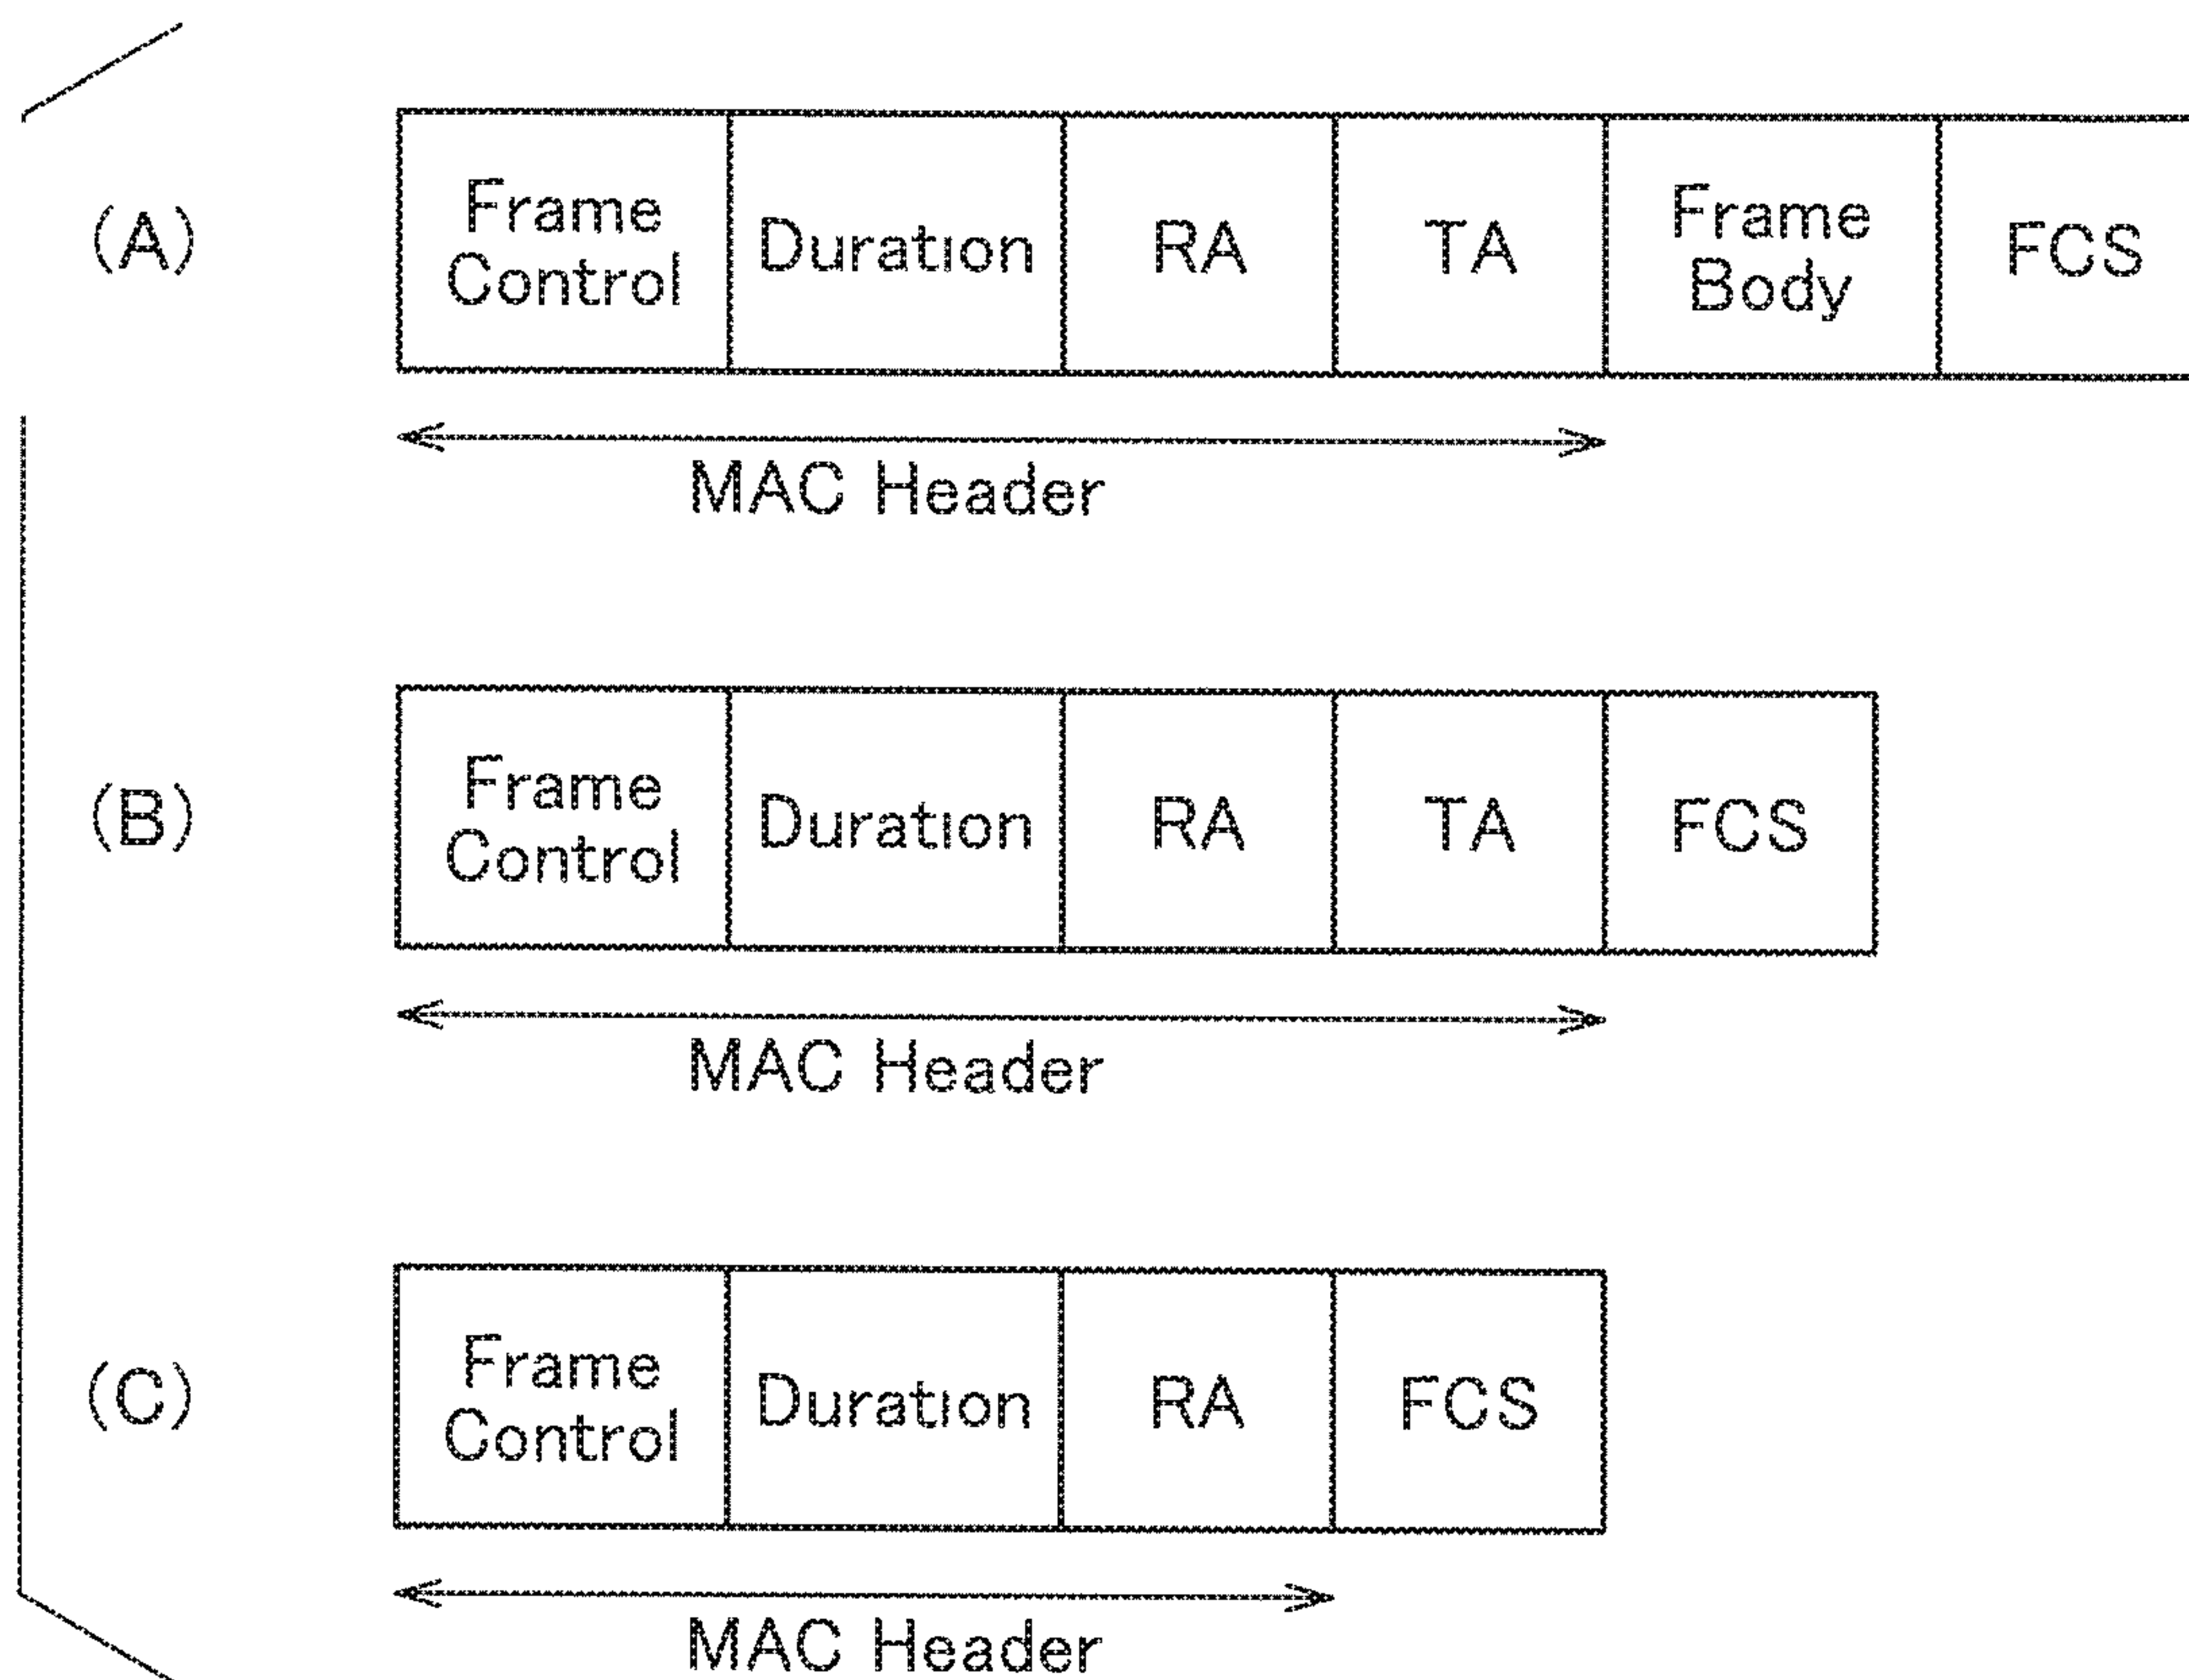 (A)
Frame
Control
Duration
RA
TA
Frame
Body
FCS
MAC Header
(B)
Frame
Control
Duration
RA
TA
FCS
MAC Header
(C)
Frame
Control
Duration
RA
FCS
MAC Header